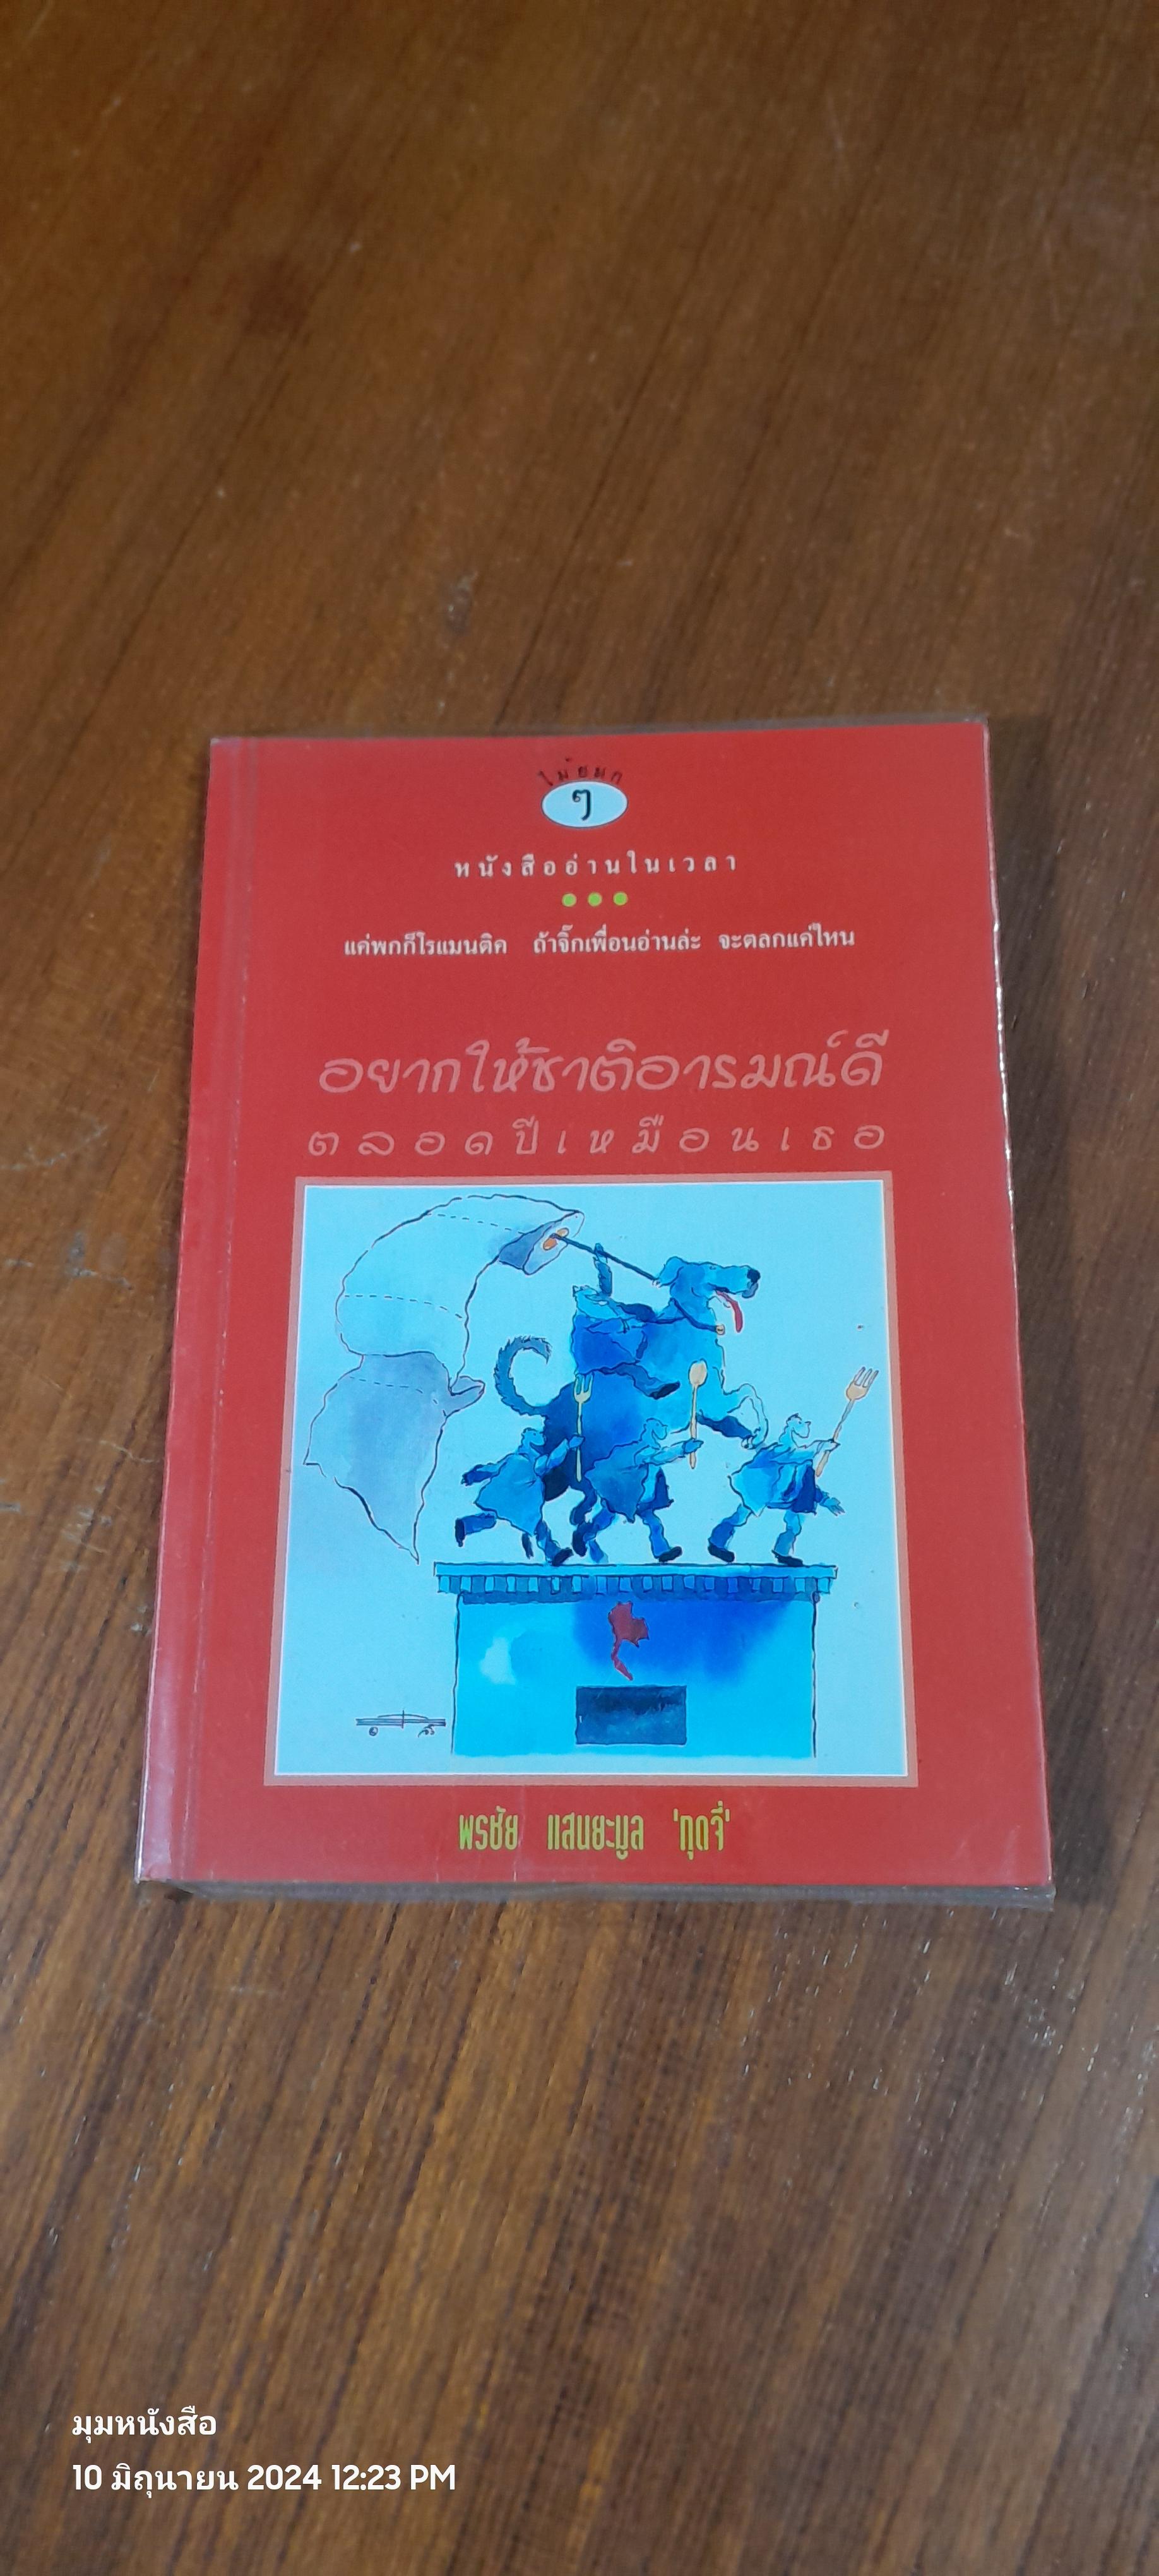 ไม้ยมก
ๆ
หนังสืออ่านในเวลา
แค่พกก็โรแมนติค ถ้าจิ๊กเพื่อนอ่านล่ะ จะตลกแค่ไหน
อยากให้ชาติอารมณ์ดี
ตลอดปีเหมือนเธอ
พรชัย แสนยะมูล 'กุดจี่'
มุมหนังสือ
10 มิถุนายน 2024 12:23 PM